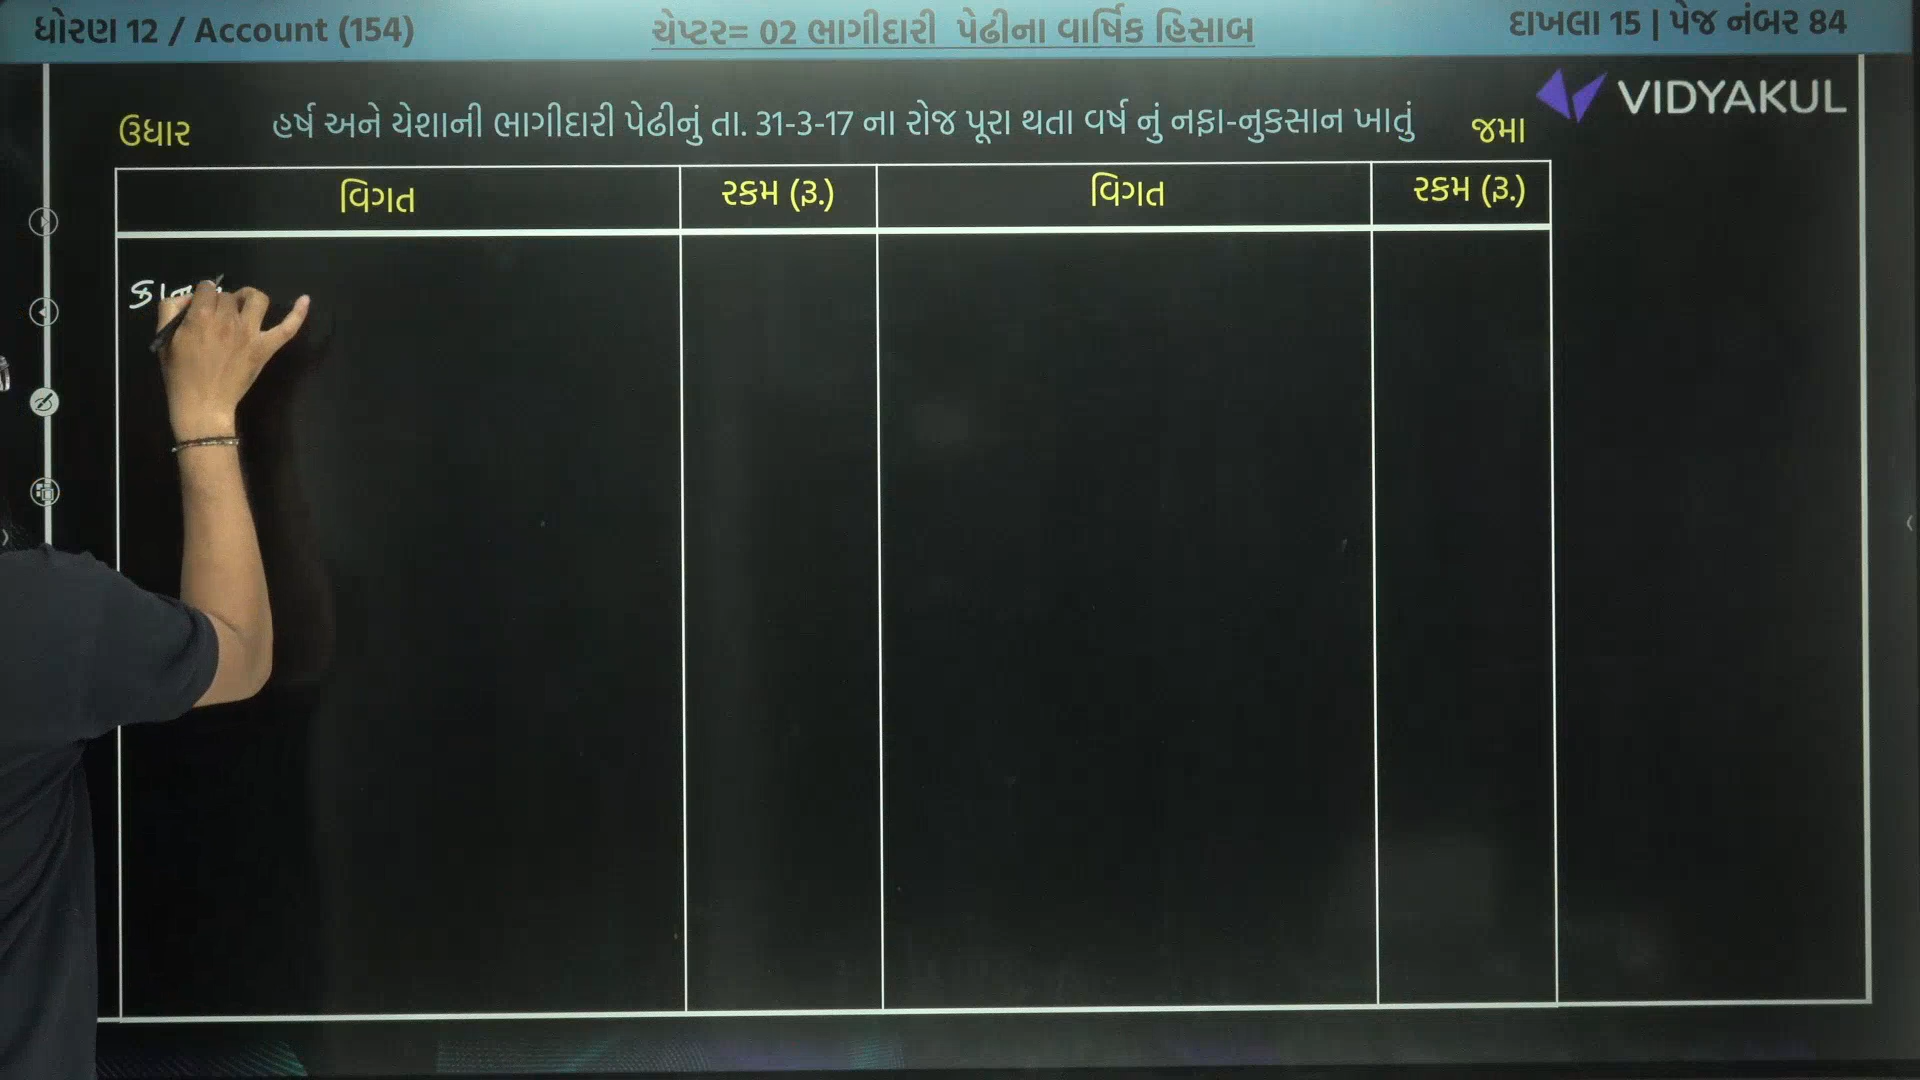 ધોરણ 12 / Account (154)
ચેપ્ટર= 02 ભાગીદારી પેઢીના વાર્ષિક હિસાબ
દાખલા 15 | પેજ નંબર 84
VIDYAKUL
ઉધાર
હર્ષ અને યેશાની ભાગીદારી પેઢીનું તા. 31-3-17 ના રોજ પૂરા થતા વર્ષ નું નફા-નુકસાન ખાતું
જમા
વિગત
રકમ (રૂ.)
વિગત
રકમ (રૂ.)